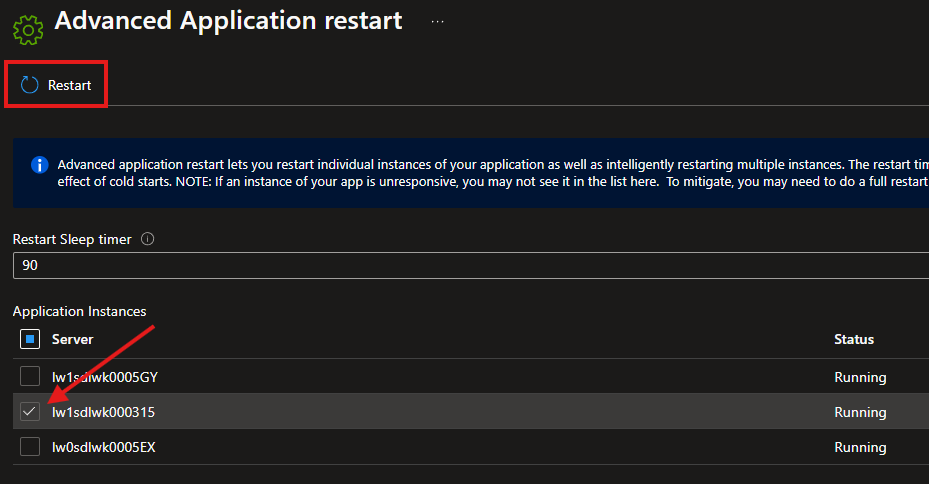 Advanced Application restart ...
Restart
Advanced application restart lets you restart individual instances of your application as well as intelligently restarting multiple instances. The restart tim
effect of cold starts. NOTE: If an instance of your app is unresponsive, you may not see it in the list here. To mitigate, you may need to do a full restart
Restart Sleep timer
90
Application Instances
Server Status
lw1sdlwk0005GY Running
lw1sdlwk000315 Running
lw0sdlwk0005EX Running